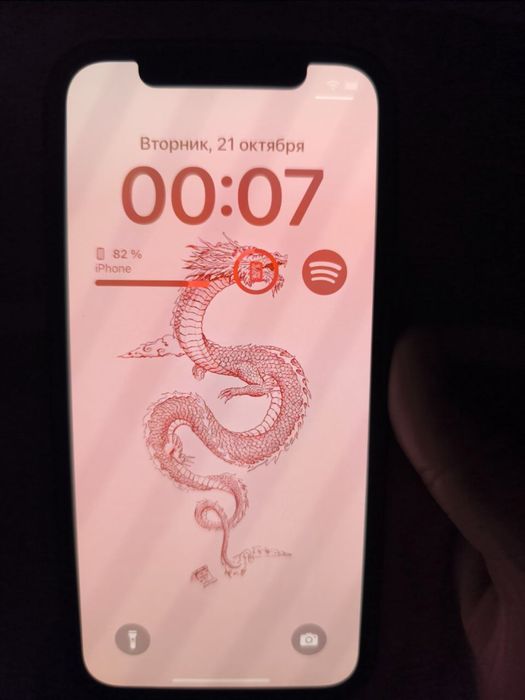 Вторник, 21 октября
00:07
82 %
iPhone